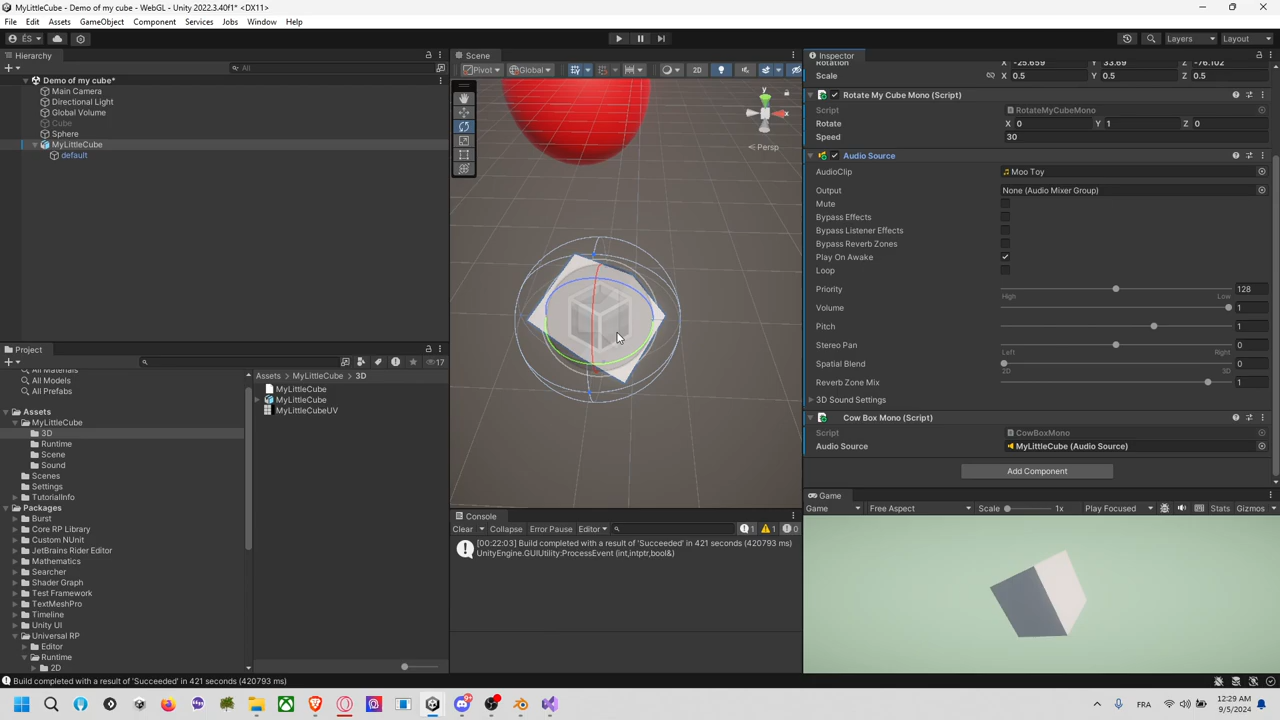 MyLittleCube - Demo of my cube - WebGL - Unity 2022.3.40f1* <DX11>
File Edit Assets GameObject Component Services Jobs Window Help
ÉS
Layers
Layout
Hierarchy
All
Demo of my cube*
Main Camera
Directional Light
Global Volume
Cube
Sphere
MyLittleCube
default
Scene
Pivot
Global
2D
y
x
Persp
Inspector
Rotation X -25.659 Y 33.69 Z -76.102
Scale X 0.5 Y 0.5 Z 0.5
Rotate My Cube Mono (Script)
Script RotateMyCubeMono
Rotate X 0 Y 1 Z 0
Speed 30
Audio Source
AudioClip Moo Toy
Output None (Audio Mixer Group)
Mute
Bypass Effects
Bypass Listener Effects
Bypass Reverb Zones
Play On Awake
Loop
Priority 128
High Low
Volume 1
Pitch 1
Stereo Pan 0
Left Right
Spatial Blend 0
2D 3D
Reverb Zone Mix 1
3D Sound Settings
Cow Box Mono (Script)
Script CowBoxMono
Audio Source MyLittleCube (Audio Source)
Add Component
Project
17
All Materials
All Models
All Prefabs
Assets
MyLittleCube
3D
Runtime
Scene
Sound
Scenes
Settings
TutorialInfo
Packages
Burst
Core RP Library
Custom NUnit
JetBrains Rider Editor
Mathematics
Searcher
Shader Graph
Test Framework
TextMeshPro
Timeline
Unity UI
Universal RP
Editor
Runtime
2D
Assets > MyLittleCube > 3D
MyLittleCube
MyLittleCube
MyLittleCubeUV
Console
Clear Collapse Error Pause Editor
1 1 0
[00:22:03] Build completed with a result of 'Succeeded' in 421 seconds (420793 ms)
UnityEngine.GUIUtility:ProcessEvent (int,intptr,bool&)
Game
Game Free Aspect Scale 1x Play Focused Stats Gizmos
Build completed with a result of 'Succeeded' in 421 seconds (420793 ms)
9+
FRA
12:29 AM
9/5/2024